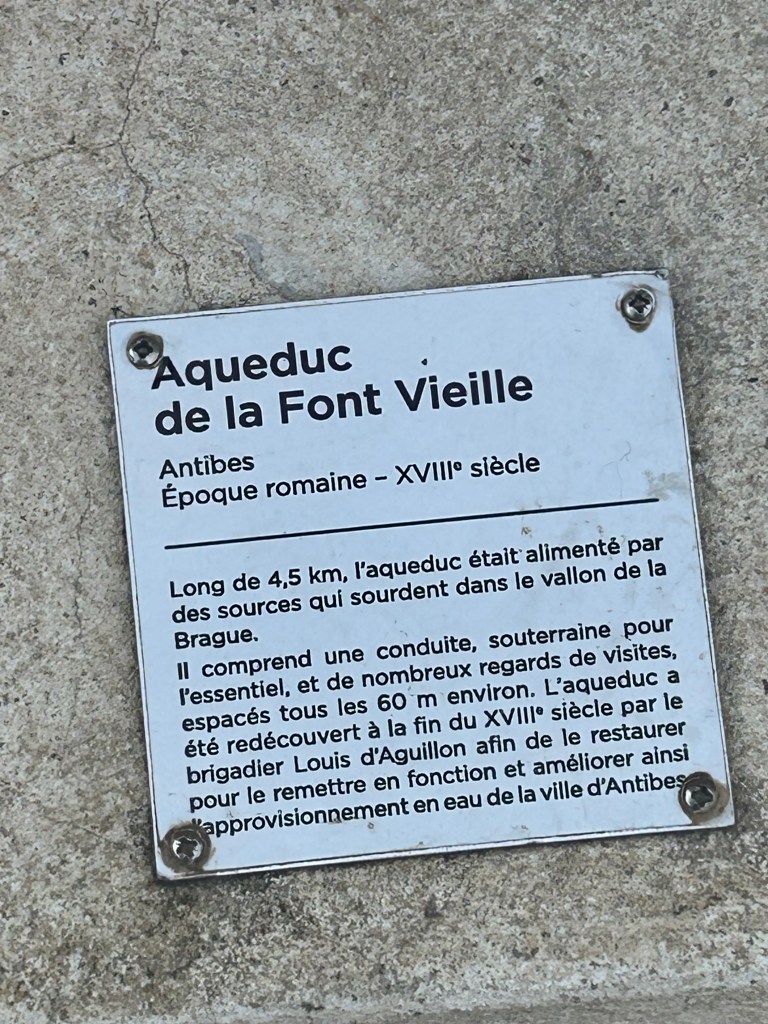 Aqueduc
de la Font Vieille
Antibes
Époque romaine – XVIIIᵉ siècle
Long de 4,5 km, l'aqueduc était alimenté par
des sources qui sourdent dans le vallon de la
Brague.
Il comprend une conduite, souterraine pour
l'essentiel, et de nombreux regards de visites,
espacés tous les 60 m environ. L'aqueduc a
été redécouvert à la fin du XVIIIᵉ siècle par le
brigadier Louis d'Aguillon afin de le restaurer
pour le remettre en fonction et améliorer ainsi
l'approvisionnement en eau de la ville d'Antibes